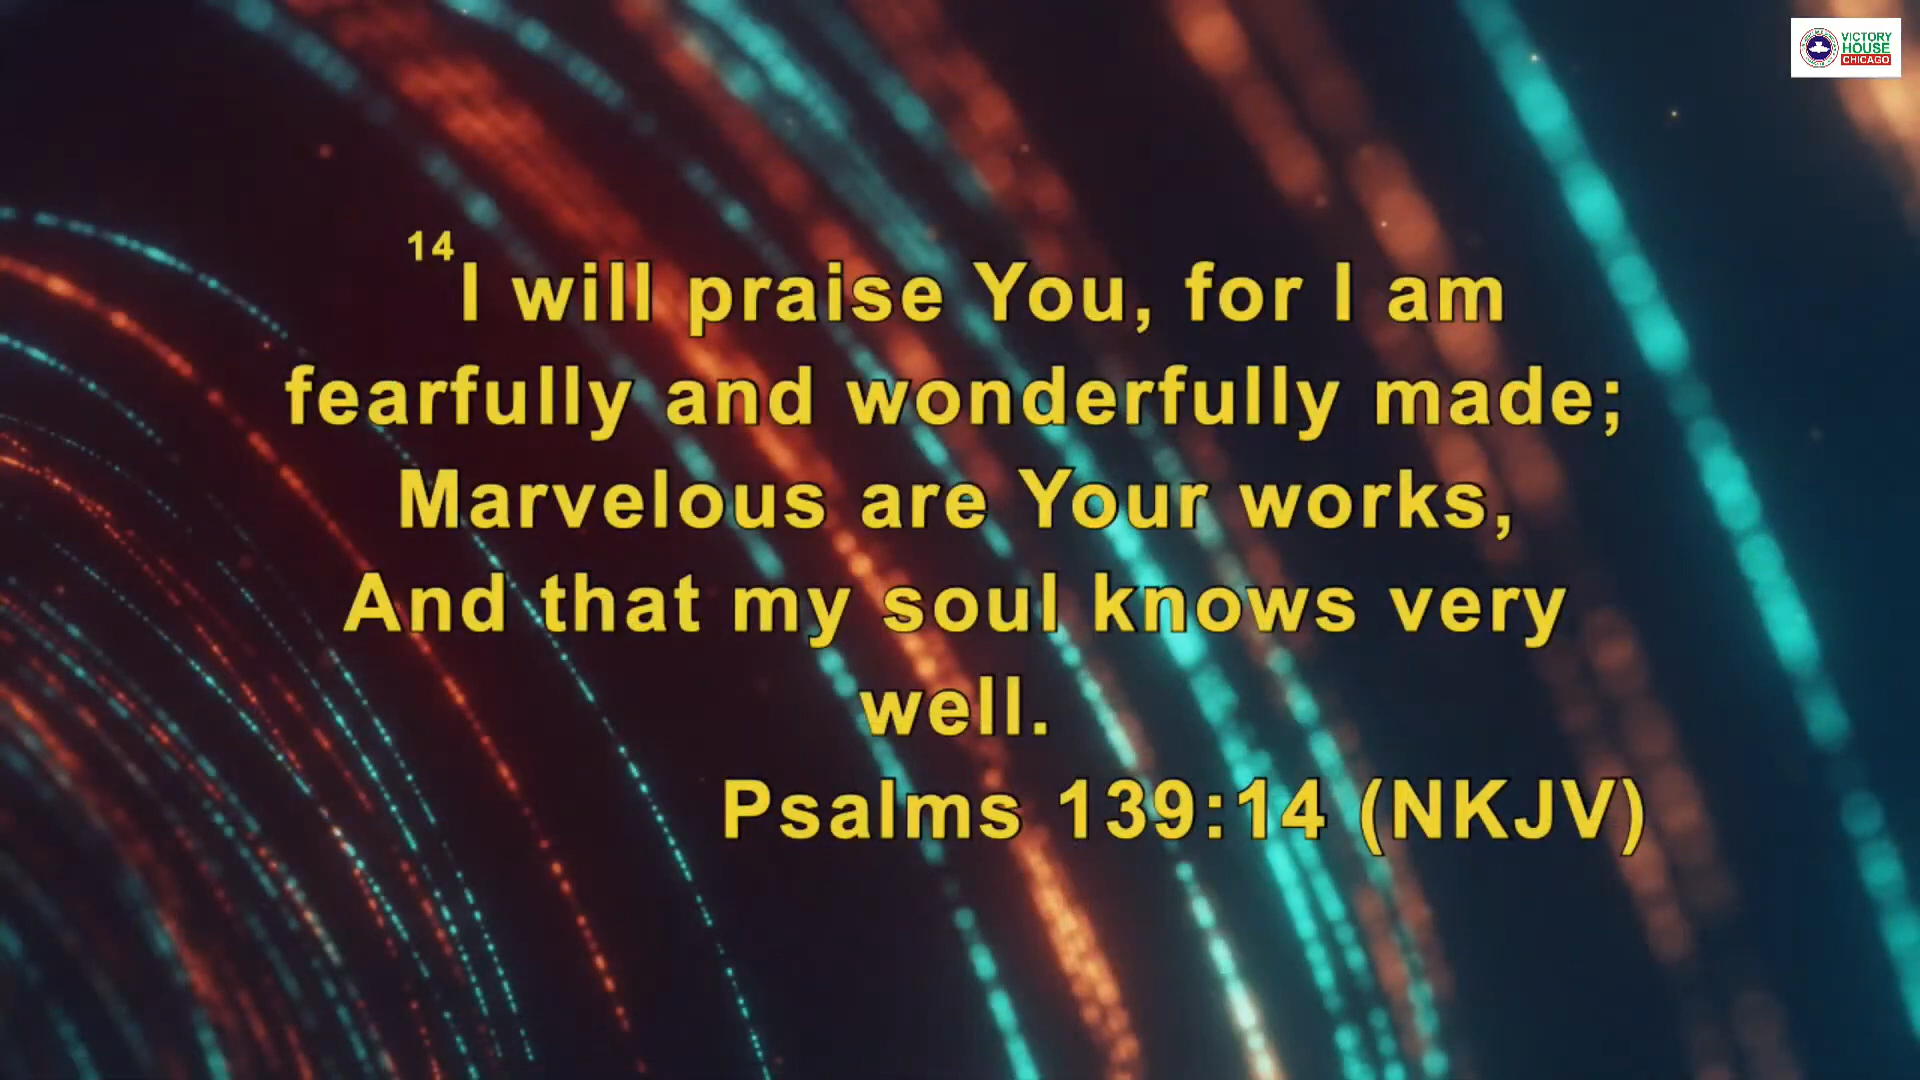 VICTORY
HOUSE
CHICAGO
14 I will praise You, for I am
fearfully and wonderfully made;
Marvelous are Your works,
And that my soul knows very
well.
Psalms 139:14 (NKJV)